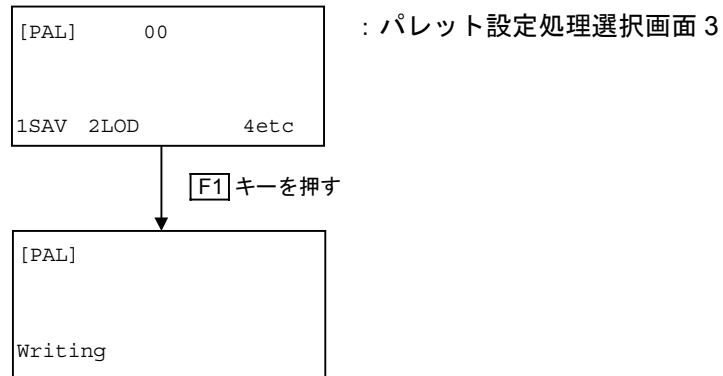 [PAL] 00
：パレット設定処理選択画面 3
1SAV 2LOD 4etc
F1 キーを押す
[PAL]
Writing